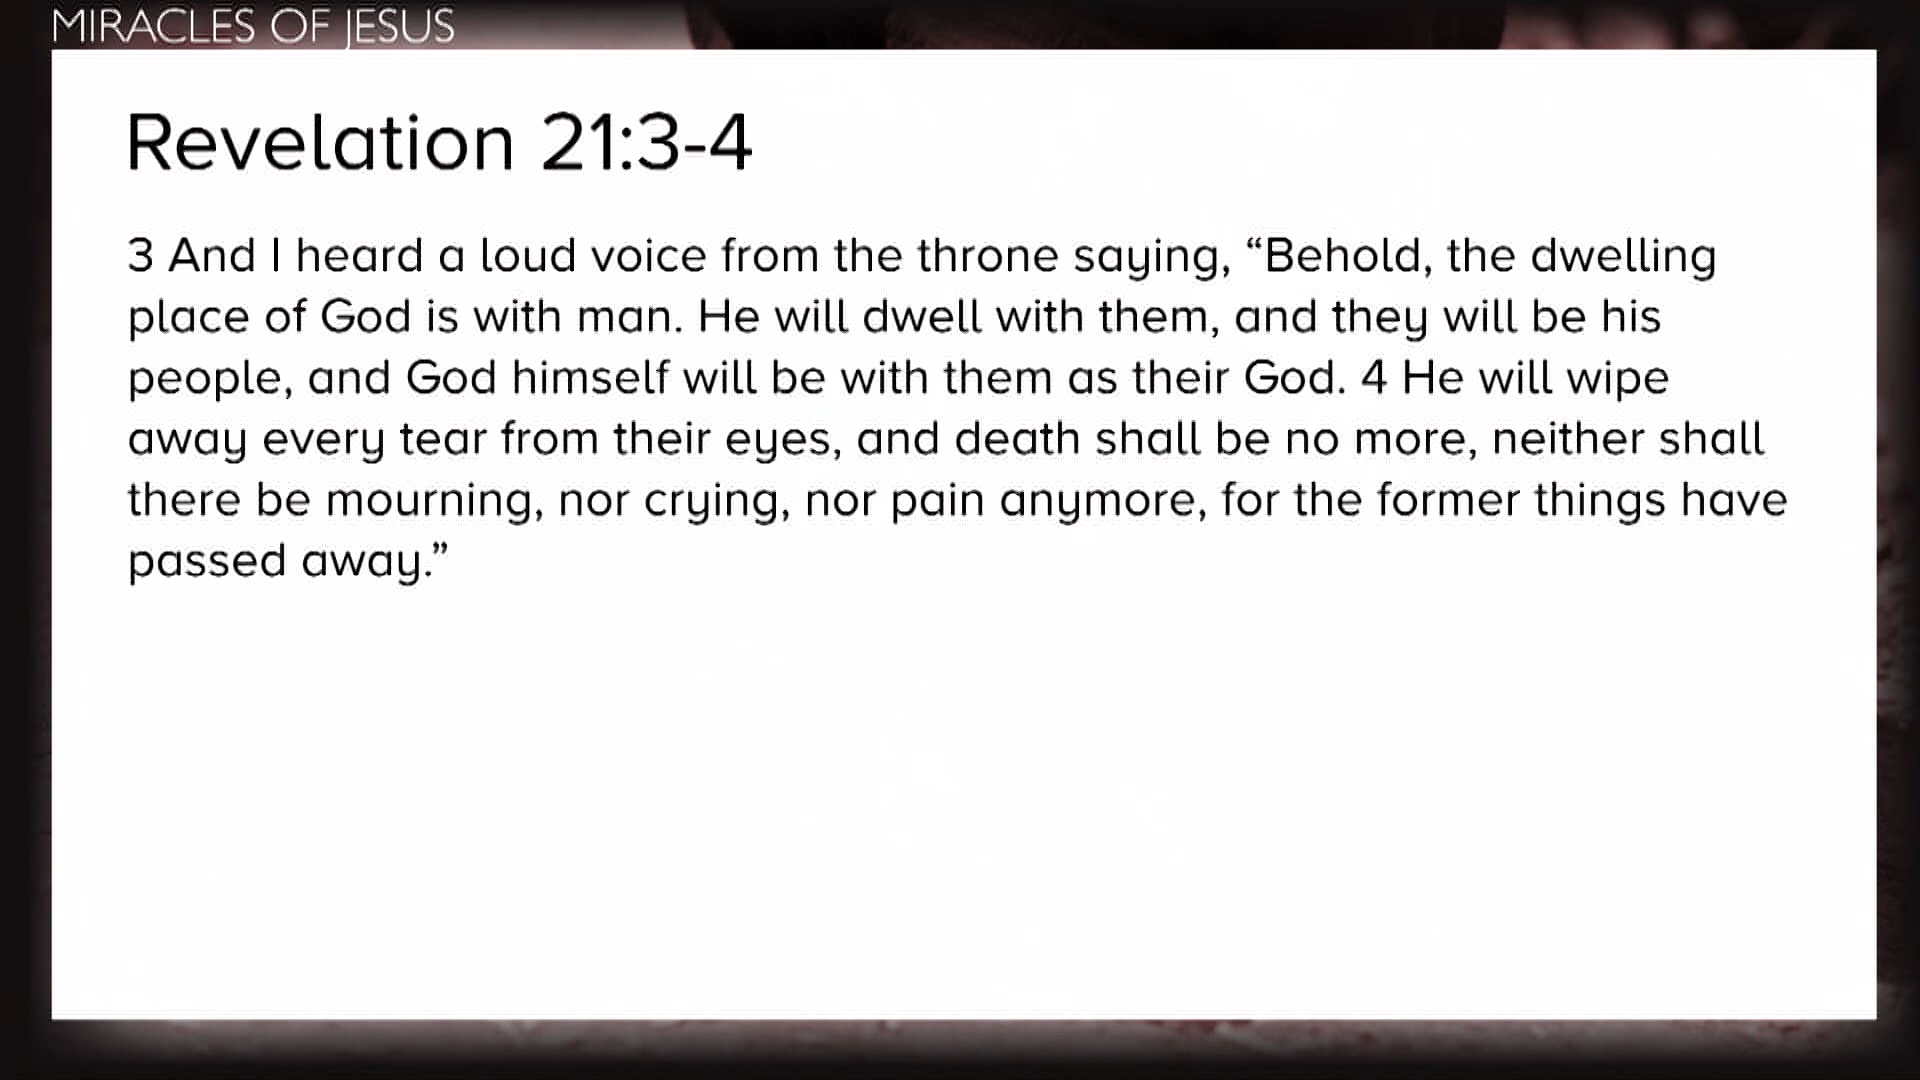 MIRACLES OF JESUS
Revelation 21:3-4
3 And I heard a loud voice from the throne saying, “Behold, the dwelling
place of God is with man. He will dwell with them, and they will be his
people, and God himself will be with them as their God. 4 He will wipe
away every tear from their eyes, and death shall be no more, neither shall
there be mourning, nor crying, nor pain anymore, for the former things have
passed away.”